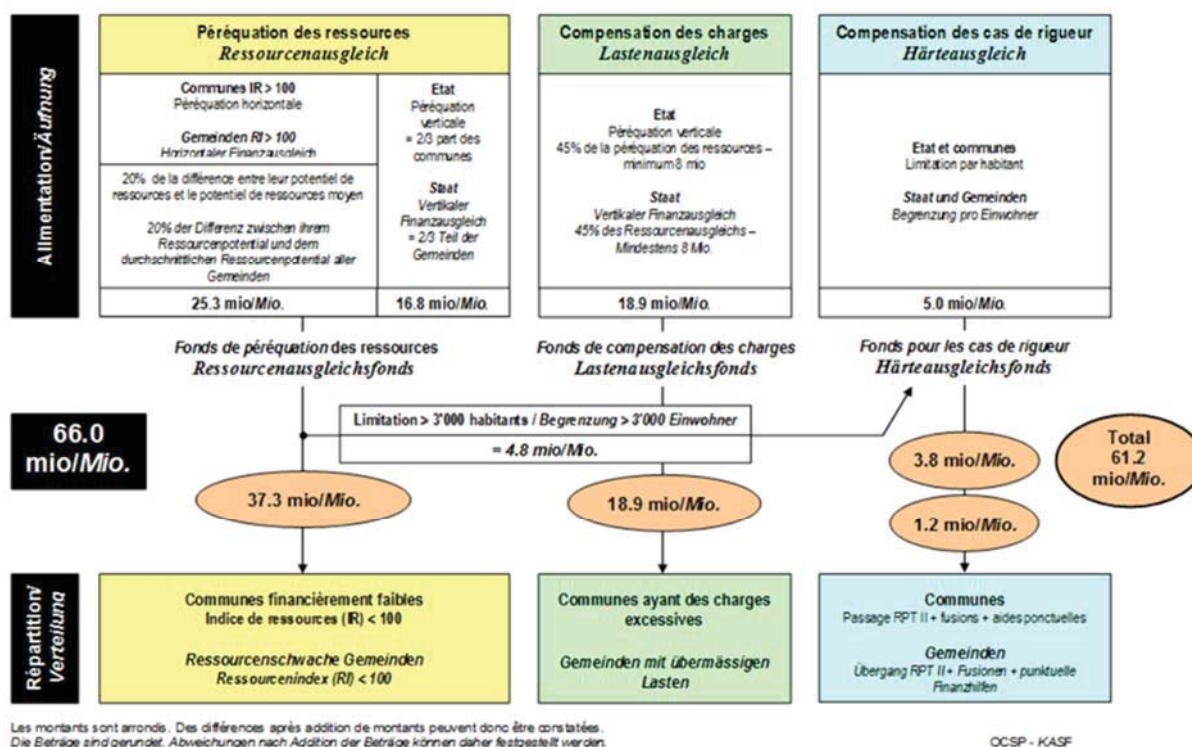 Alimentation/Äufnung
Péréquation des ressources
Ressourcenausgleich
Communes IR > 100
Péréquation horizontale
Gemeinden RI > 100
Horizontaler Finanzausgleich
20% de la différence entre leur potentiel de
ressources et le potentiel de ressources moyen
20% der Differenz zwischen ihrem
Ressourcenpotential und dem
durchschnittlichen Ressourcenpotential aller
Gemeinden
25.3 mio/Mio.
Etat
Péréquation
verticale
= 2/3 part des
communes
Staat
Vertikaler
Finanzausgleich
= 2/3 Teil der
Gemeinden
16.8 mio/Mio.
Compensation des charges
Lastenausgleich
Etat
Péréquation verticale
45% de la péréquation des ressources –
minimum 8 mio
Staat
Vertikaler Finanzausgleich
45% des Ressourcenausgleichs –
Mindestens 8 Mio.
18.9 mio/Mio.
Compensation des cas de rigueur
Härteausgleich
Etat et communes
Limitation par habitant
Staat und Gemeinden
Begrenzung pro Einwohner
5.0 mio/Mio.
Fonds de péréquation des ressources
Ressourcenausgleichsfonds
Fonds de compensation des charges
Lastenausgleichsfonds
Fonds pour les cas de rigueur
Härteausgleichsfonds
66.0
mio/Mio.
Limitation > 3'000 habitants / Begrenzung > 3'000 Einwohner
= 4.8 mio/Mio.
37.3 mio/Mio.
18.9 mio/Mio.
3.8 mio/Mio.
1.2 mio/Mio.
Total
61.2
mio/Mio.
Répartition/
Verteilung
Communes financièrement faibles
Indice de ressources (IR) < 100
Ressourcenschwache Gemeinden
Ressourcenindex (RI) < 100
Communes ayant des charges
excessives
Gemeinden mit übermässigen
Lasten
Communes
Passage RPT II + fusions + aides ponctuelles
Gemeinden
Übergang RPT II + Fusionen + punktuelle
Finanzhilfen
Les montants sont arrondis. Des différences après addition de montants peuvent donc être constatées.
Die Beträge sind gerundet. Abweichungen nach Addition der Beträge können daher festgestellt werden.
OCSP - KASF